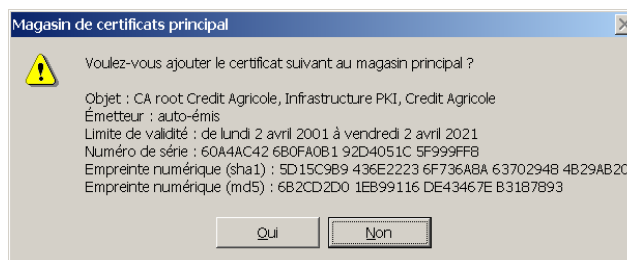 Magasin de certificats principal
Voulez-vous ajouter le certificat suivant au magasin principal ?
Objet : CA root Credit Agricole, Infrastructure PKI, Credit Agricole
Émetteur : auto-émis
Limite de validité : de lundi 2 avril 2001 à vendredi 2 avril 2021
Numéro de série : 60A4AC42 6B0FA0B1 92D4051C 5F999FF8
Empreinte numérique (sha1) : 5D15C9B9 436E2223 6F736A8A 63702948 4B29AB20
Empreinte numérique (md5) : 6B2CD2D0 1EB99116 DE43467E B3187893
Oui
Non